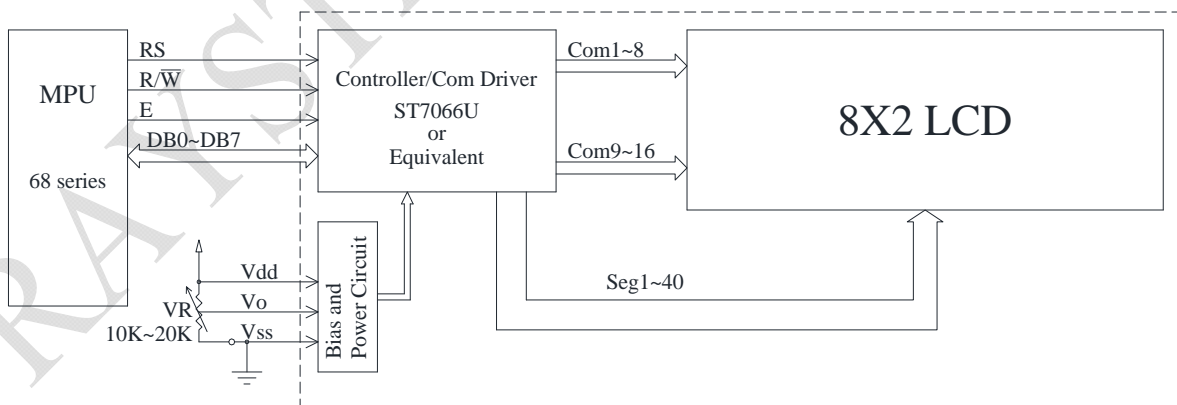 MPU
68 series
RS
R/W̅
E
DB0~DB7
Controller/Com Driver
ST7066U
or
Equivalent
Com1~8
Com9~16
8X2 LCD
Seg1~40
Bias and
Power Circuit
Vdd
Vo
Vss
VR
10K~20K
RAYST